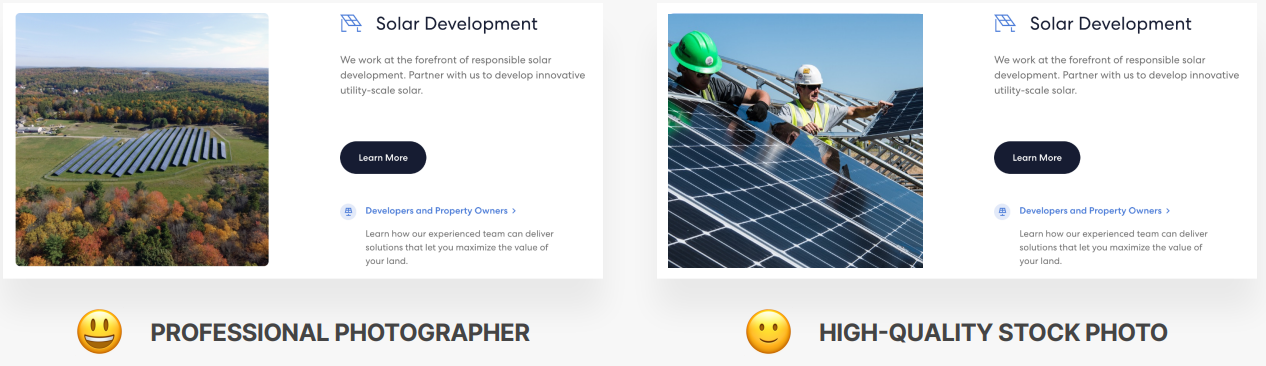 Solar Development
We work at the forefront of responsible solar
development. Partner with us to develop innovative
utility-scale solar.
Learn More
Developers and Property Owners >
Learn how our experienced team can deliver
solutions that let you maximize the value of
your land.
PROFESSIONAL PHOTOGRAPHER
Solar Development
We work at the forefront of responsible solar
development. Partner with us to develop innovative
utility-scale solar.
Learn More
Developers and Property Owners >
Learn how our experienced team can deliver
solutions that let you maximize the value of
your land.
HIGH-QUALITY STOCK PHOTO